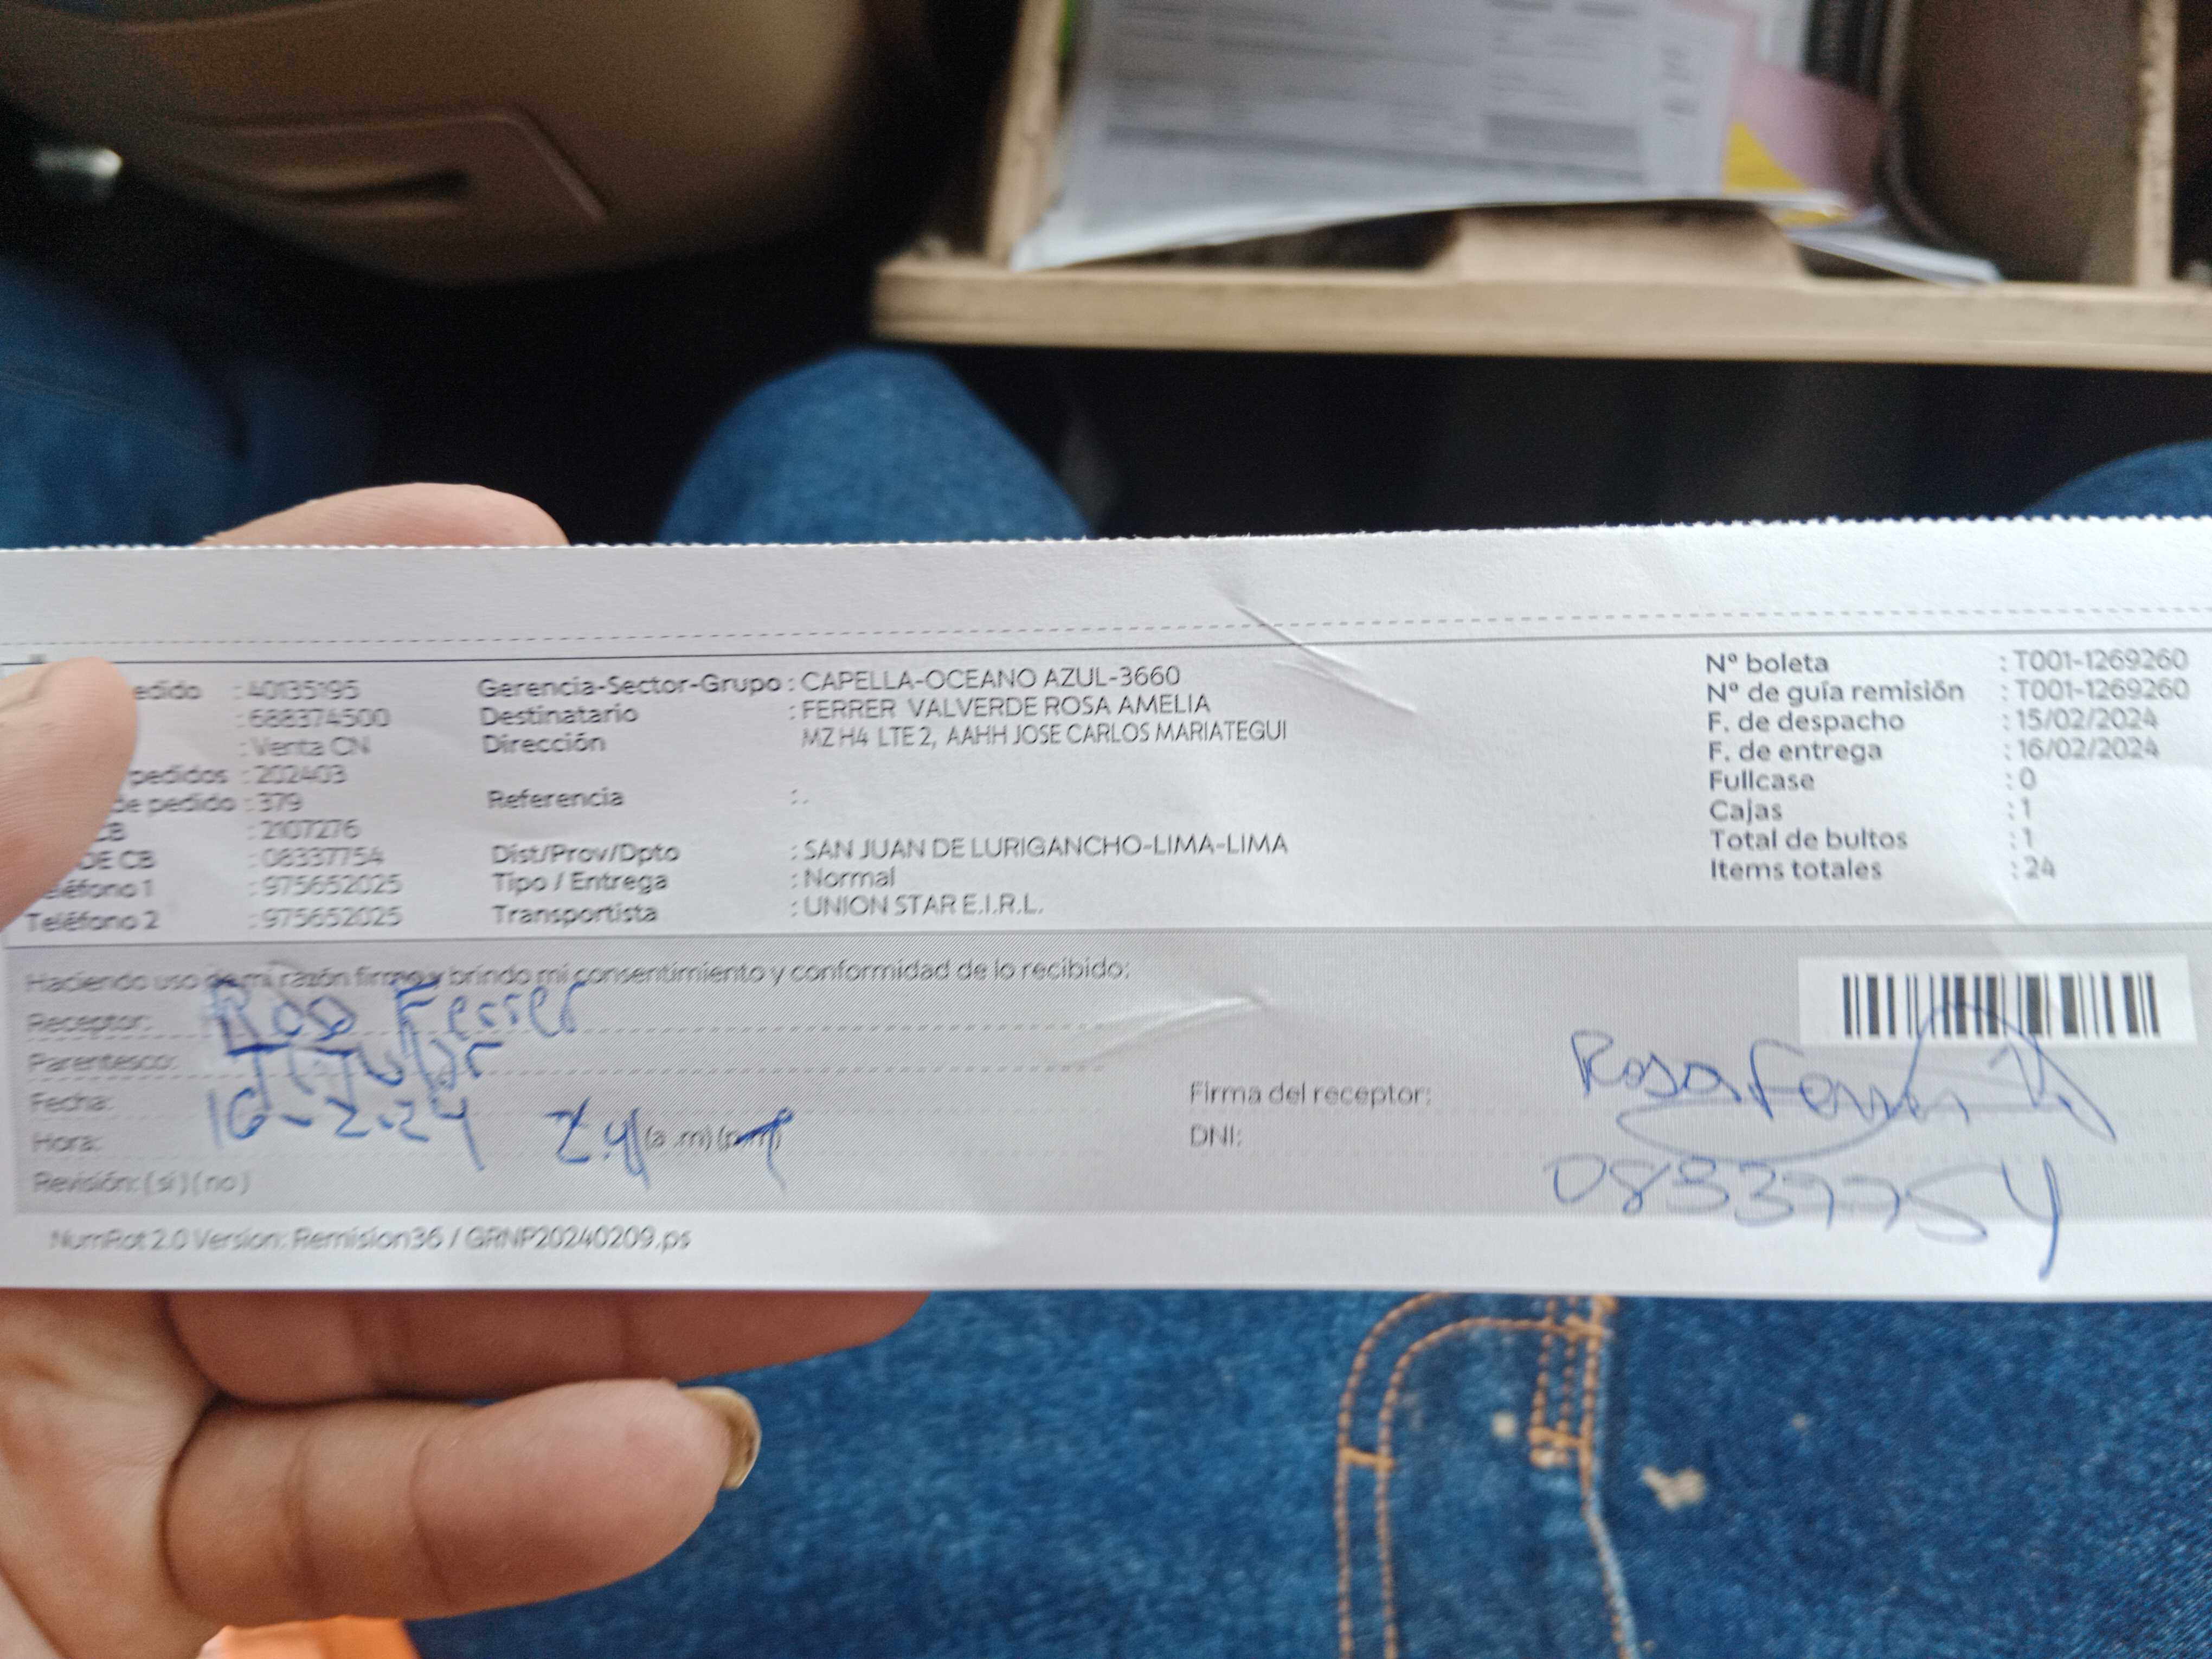 edido : 40135195
: 688374500
: Venta CN
pedidos : 202403
de pedido : 379
CB : 2107276
DE CB : 08337754
eléfono 1 : 975652025
Teléfono 2 : 975652025
Gerencia-Sector-Grupo : CAPELLA-OCEANO AZUL-3660
Destinatario : FERRER VALVERDE ROSA AMELIA
Dirección MZ H4 LTE 2, AAHH JOSE CARLOS MARIATEGUI
Referencia : .
Dist/Prov/Dpto : SAN JUAN DE LURIGANCHO-LIMA-LIMA
Tipo / Entrega : Normal
Transportista : UNION STAR E.I.R.L.
Nº boleta : T001-1269260
Nº de guía remisión : T001-1269260
F. de despacho : 15/02/2024
F. de entrega : 16/02/2024
Fullcase : 0
Cajas : 1
Total de bultos : 1
Items totales : 24
Haciendo uso de mi razón firmo y brindo mi consentimiento y conformidad de lo recibido:
Receptor: Rosa Ferrer
Parentesco: Titular
Fecha: 16-2-24
Hora: (a .m) (p.m)
Revisión: ( si ) ( no )
Firma del receptor: Rosa Ferrer
DNI: 08337754
NumRot 2.0 Version: Remision36 / GRNP20240209.ps